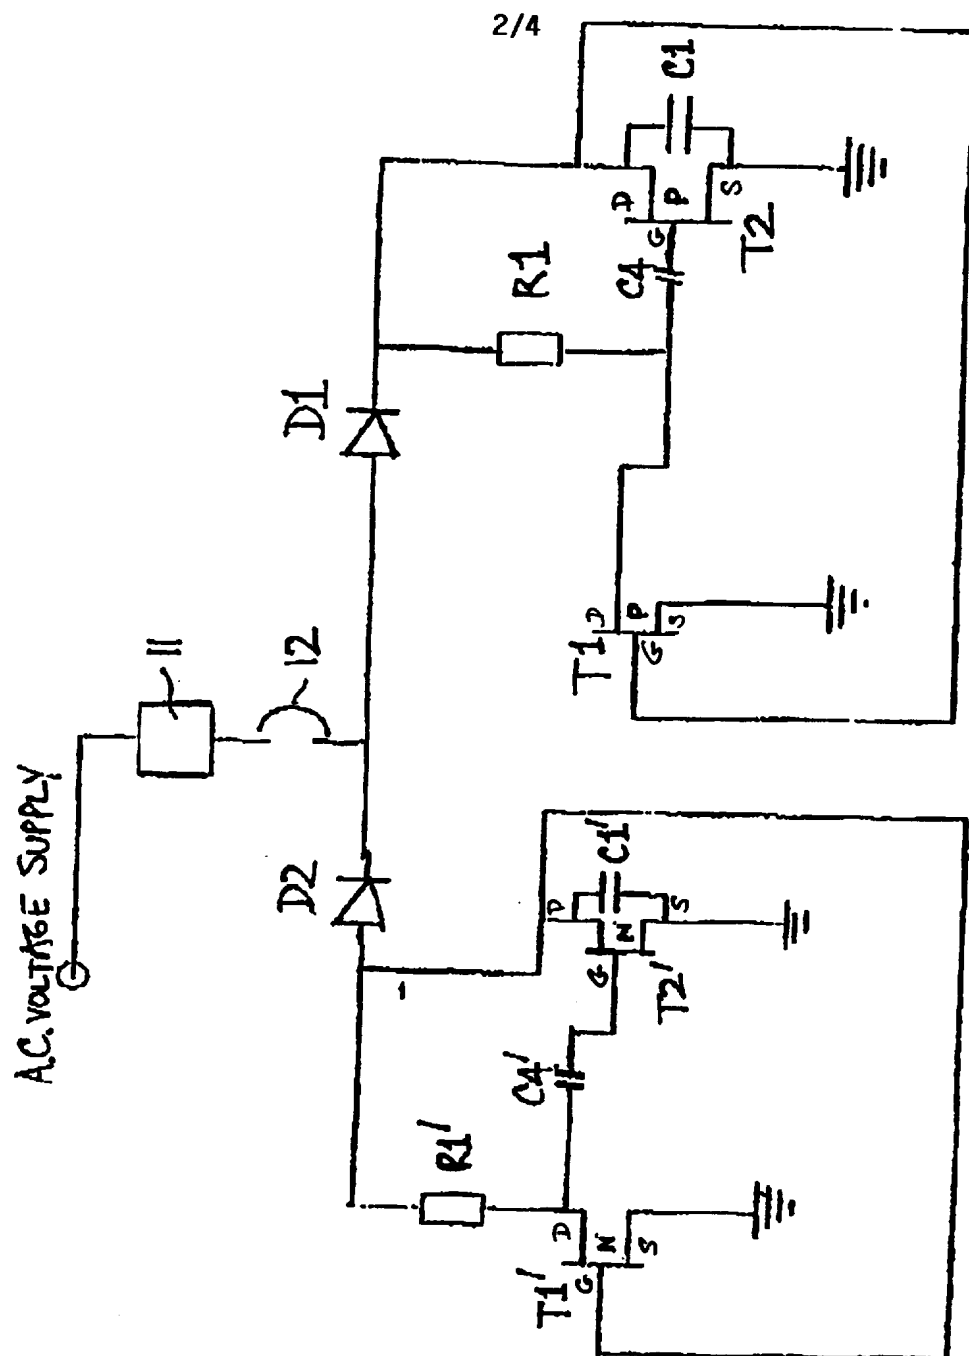 2/4
A.C. VOLTAGE SUPPLY
11
12
D1
D2
R1
C1
C4
D
G
P
S
T2
T1
D
G
P
S
1
R1'
C4'
C1'
D
G
N
S
T2'
T1'
D
G
N
S